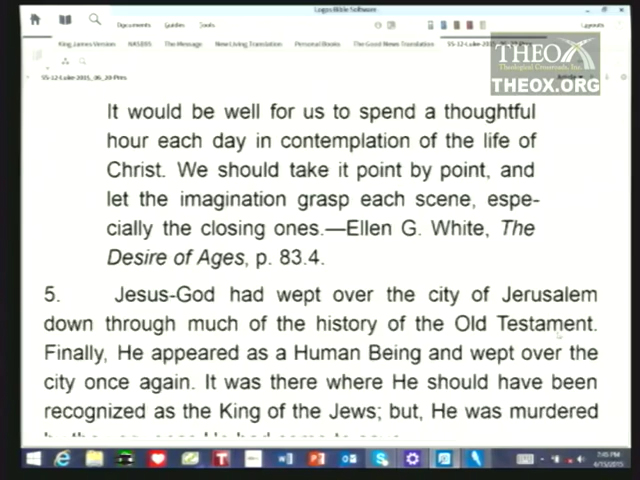 Logos Bible Software
Documents Guides Tools Layouts
King James Version NASB95 The Message New Living Translation Personal Books The Good News Translation
THEOX
Theological Crossroads, Inc.
THEOX.ORG
It would be well for us to spend a thoughtful
hour each day in contemplation of the life of
Christ. We should take it point by point, and
let the imagination grasp each scene, espe-
cially the closing ones.—Ellen G. White, The
Desire of Ages, p. 83.4.
5. Jesus-God had wept over the city of Jerusalem
down through much of the history of the Old Testament.
Finally, He appeared as a Human Being and wept over the
city once again. It was there where He should have been
recognized as the King of the Jews; but, He was murdered
7:45 PM
4/15/2015